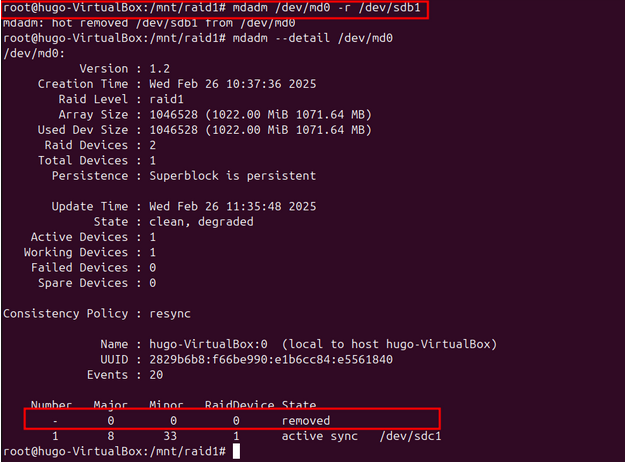 root@hugo-VirtualBox:/mnt/raid1# mdadm /dev/md0 -r /dev/sdb1
mdadm: hot removed /dev/sdb1 from /dev/md0
root@hugo-VirtualBox:/mnt/raid1# mdadm --detail /dev/md0
/dev/md0:
Version : 1.2
Creation Time : Wed Feb 26 10:37:36 2025
Raid Level : raid1
Array Size : 1046528 (1022.00 MiB 1071.64 MB)
Used Dev Size : 1046528 (1022.00 MiB 1071.64 MB)
Raid Devices : 2
Total Devices : 1
Persistence : Superblock is persistent
Update Time : Wed Feb 26 11:35:48 2025
State : clean, degraded
Active Devices : 1
Working Devices : 1
Failed Devices : 0
Spare Devices : 0
Consistency Policy : resync
Name : hugo-VirtualBox:0  (local to host hugo-VirtualBox)
UUID : 2829b6b8:f66be990:e1b6cc84:e5561840
Events : 20
Number   Major   Minor   RaidDevice State
-       0        0        0      removed
1       8       33        1      active sync   /dev/sdc1
root@hugo-VirtualBox:/mnt/raid1#